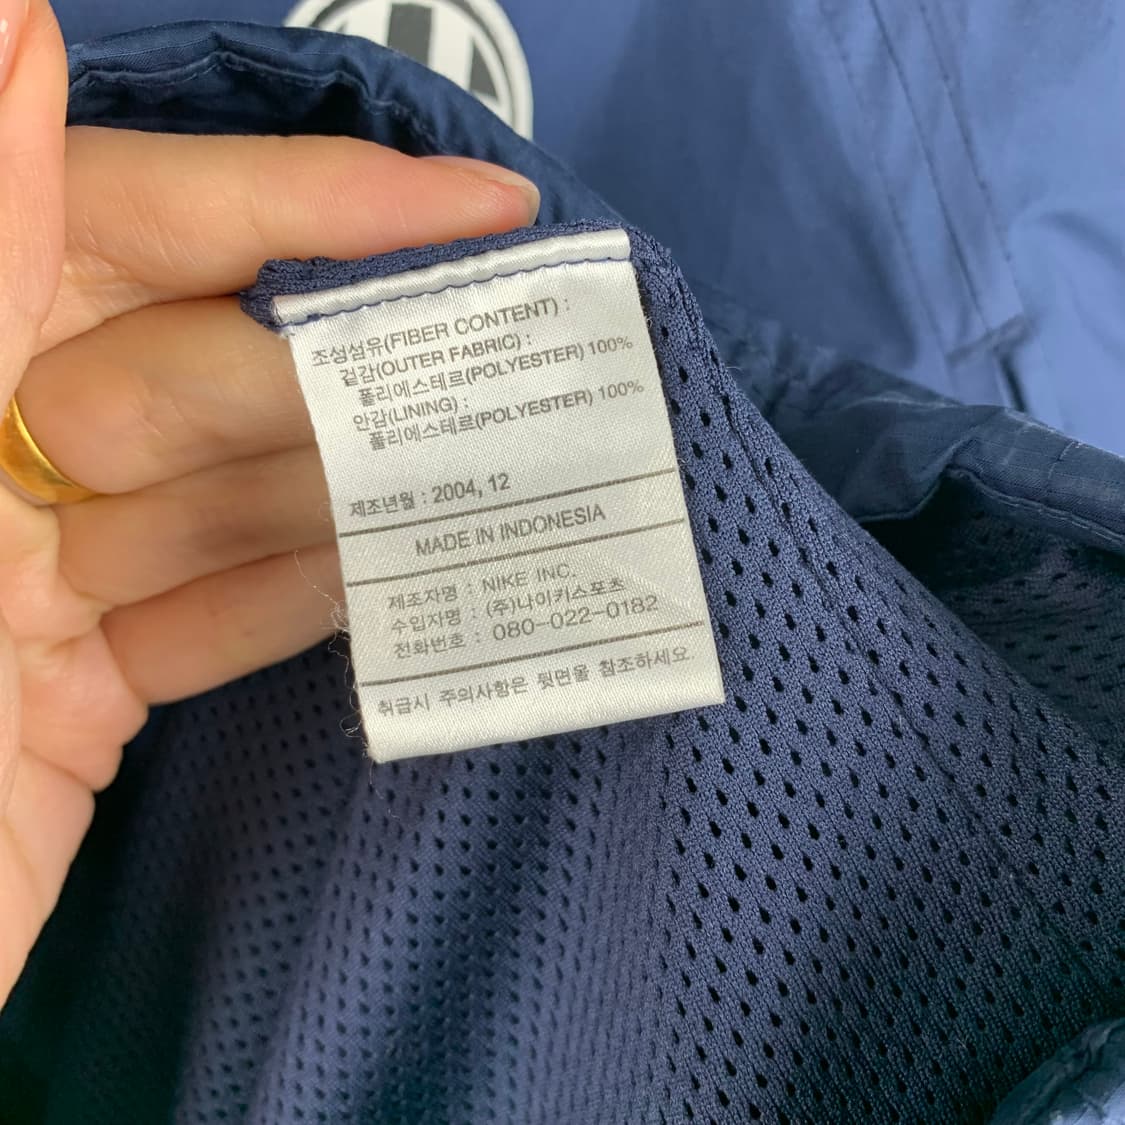 조성섬유(FIBER CONTENT) :
겉감(OUTER FABRIC) :
폴리에스테르(POLYESTER) 100%
안감(LINING) :
폴리에스테르(POLYESTER) 100%
제조년월 : 2004, 12
MADE IN INDONESIA
제조자명 : NIKE INC.
수입자명 : (주)나이키스포츠
전화번호 : 080-022-0182
취급시 주의사항은 뒷면을 참조하세요.